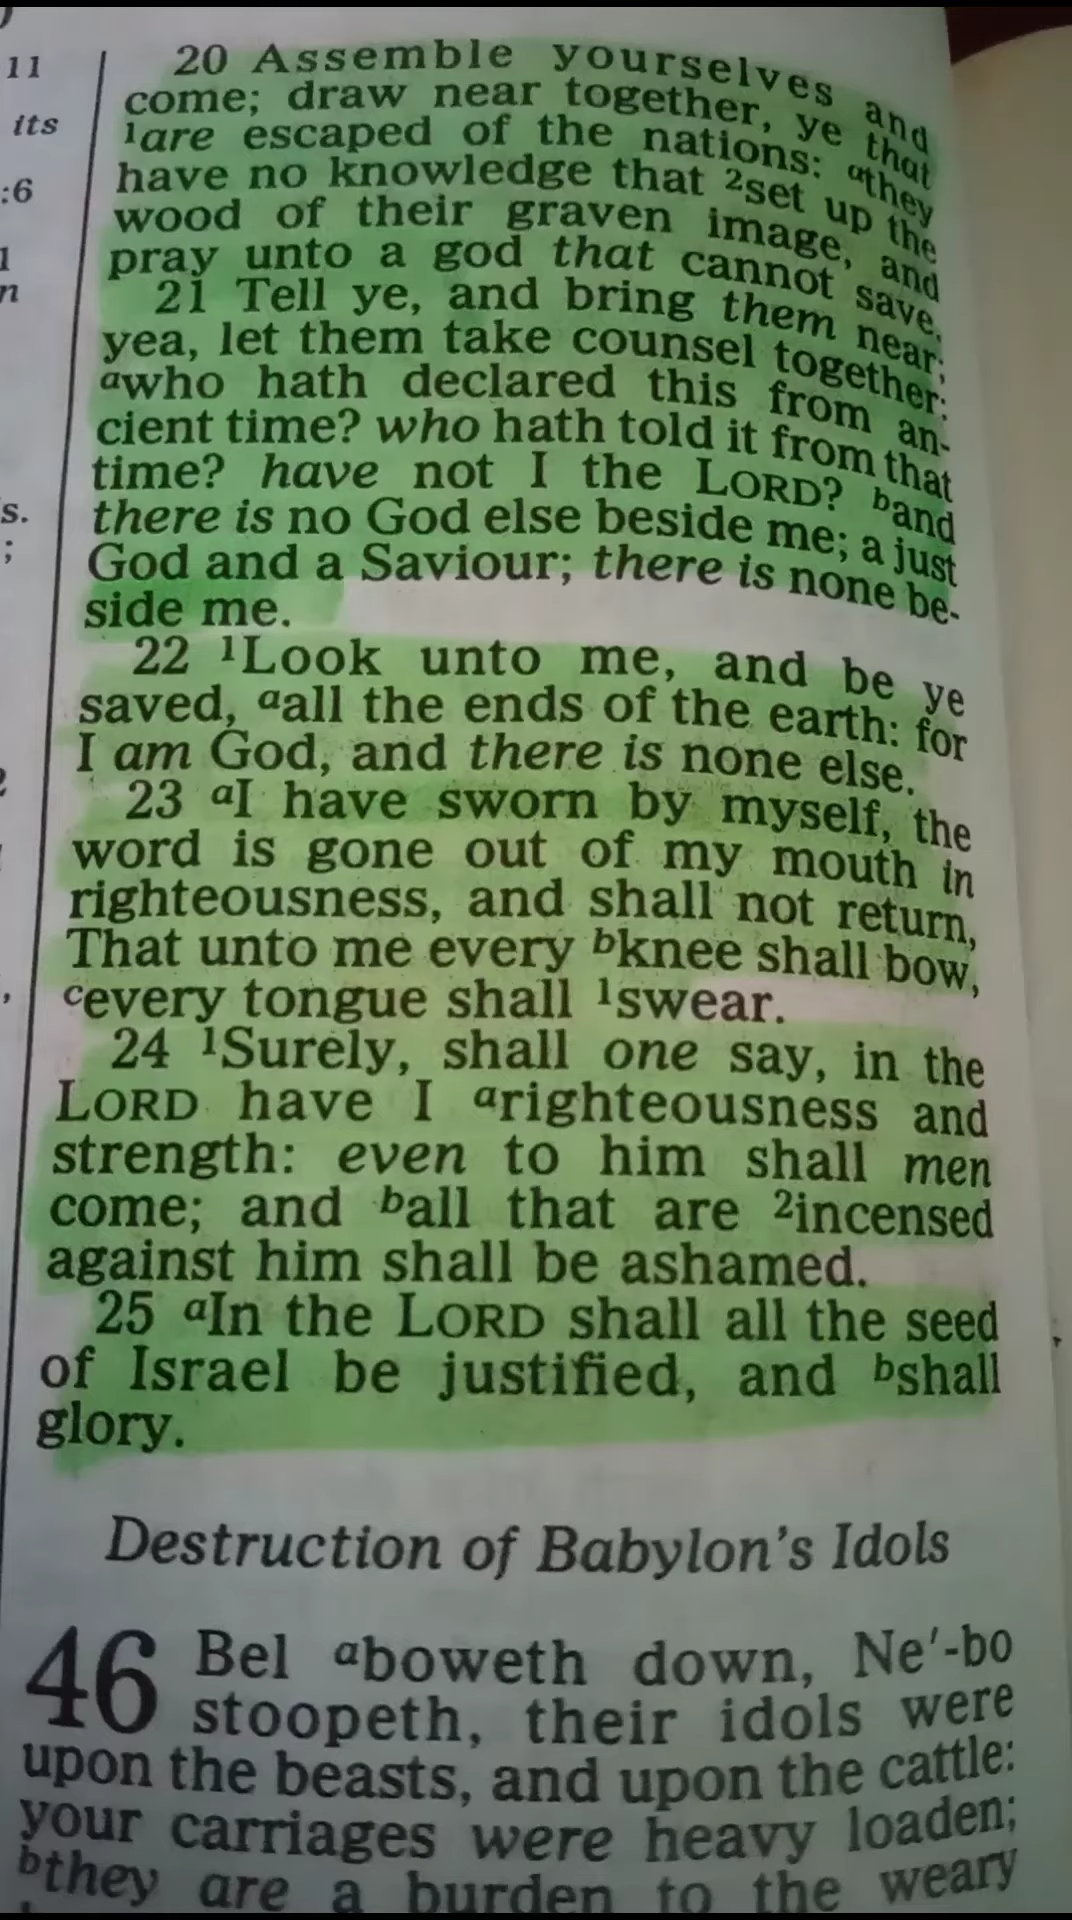 11
its
:6
1
n
s.
;
20 Assemble yourselves and
come; draw near together, ye that
1are escaped of the nations: athey
have no knowledge that 2set up the
wood of their graven image, and
pray unto a god that cannot save.
21 Tell ye, and bring them near;
yea, let them take counsel together:
awho hath declared this from an-
cient time? who hath told it from that
time? have not I the LORD? band
there is no God else beside me; a just
God and a Saviour; there is none be-
side me.
22 1Look unto me, and be ye
saved, aall the ends of the earth: for
I am God, and there is none else.
23 aI have sworn by myself, the
word is gone out of my mouth in
righteousness, and shall not return,
That unto me every bknee shall bow,
cevery tongue shall 1swear.
24 1Surely, shall one say, in the
LORD have I arighteousness and
strength: even to him shall men
come; and ball that are 2incensed
against him shall be ashamed.
25 aIn the LORD shall all the seed
of Israel be justified, and bshall
glory.
Destruction of Babylon's Idols
46 Bel aboweth down, Ne'-bo
stoopeth, their idols were
upon the beasts, and upon the cattle:
your carriages were heavy loaden;
bthey are a burden to the weary